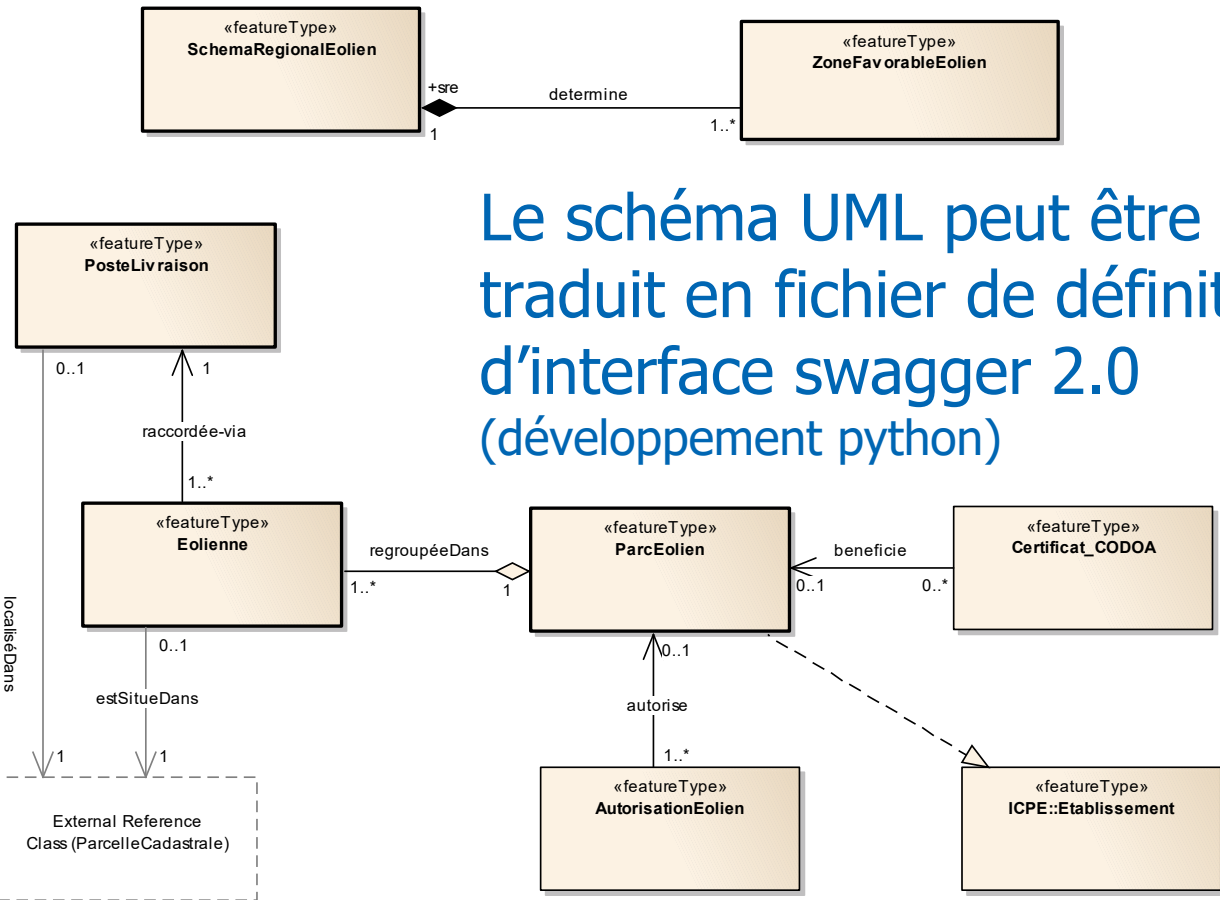 «featureType»
SchemaRegionalEolien
«featureType»
ZoneFavorableEolien
+sre
determine
1
1..*
Le schéma UML peut être
traduit en fichier de définit
d’interface swagger 2.0
(développement python)
«featureType»
PosteLivraison
0..1
1
raccordée-via
1..*
«featureType»
Eolienne
regroupéeDans
1..*
1
«featureType»
ParcEolien
beneficie
0..1
0..*
«featureType»
Certificat_CODOA
localiséDans
0..1
estSitueDans
1
1
0..1
autorise
1..*
External Reference
Class (ParcelleCadastrale)
«featureType»
AutorisationEolien
«featureType»
ICPE::Etablissement